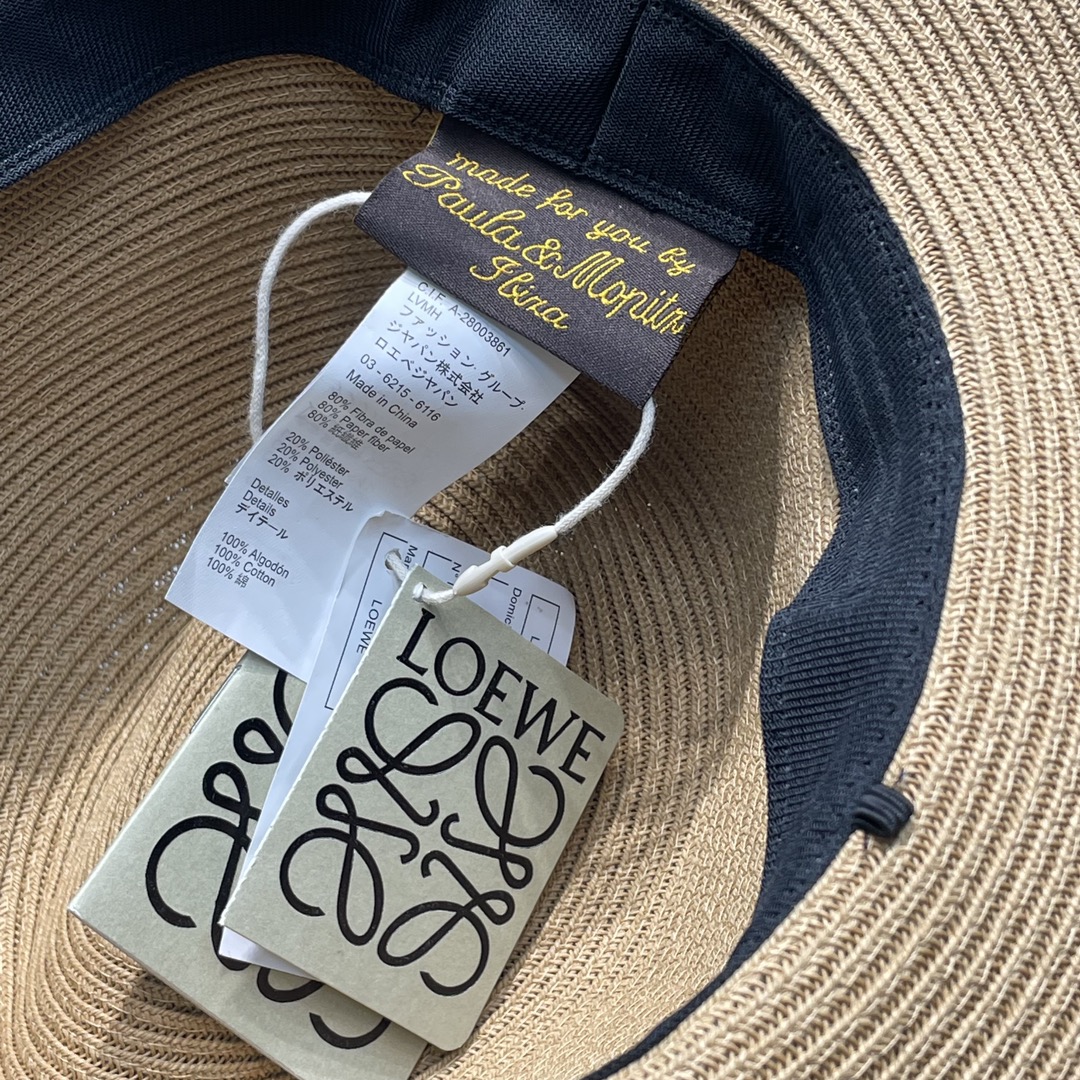 made for you by
Paula & Mopitz
Ibiza
C.I.F. A-28003861
LVMH
ファッション グループ.
ジャパン株式会社
ロエベジャパン
03 - 6215 - 6116
Made in China
80% Fibra de papel
80% Paper fiber
80% 紙繊維
20% Poliéster
20% Polyester
20% ポリエステル
Detalles
Details
デイテール
100% Algodón
100% Cotton
100% 綿
LOEWE
LOEWE